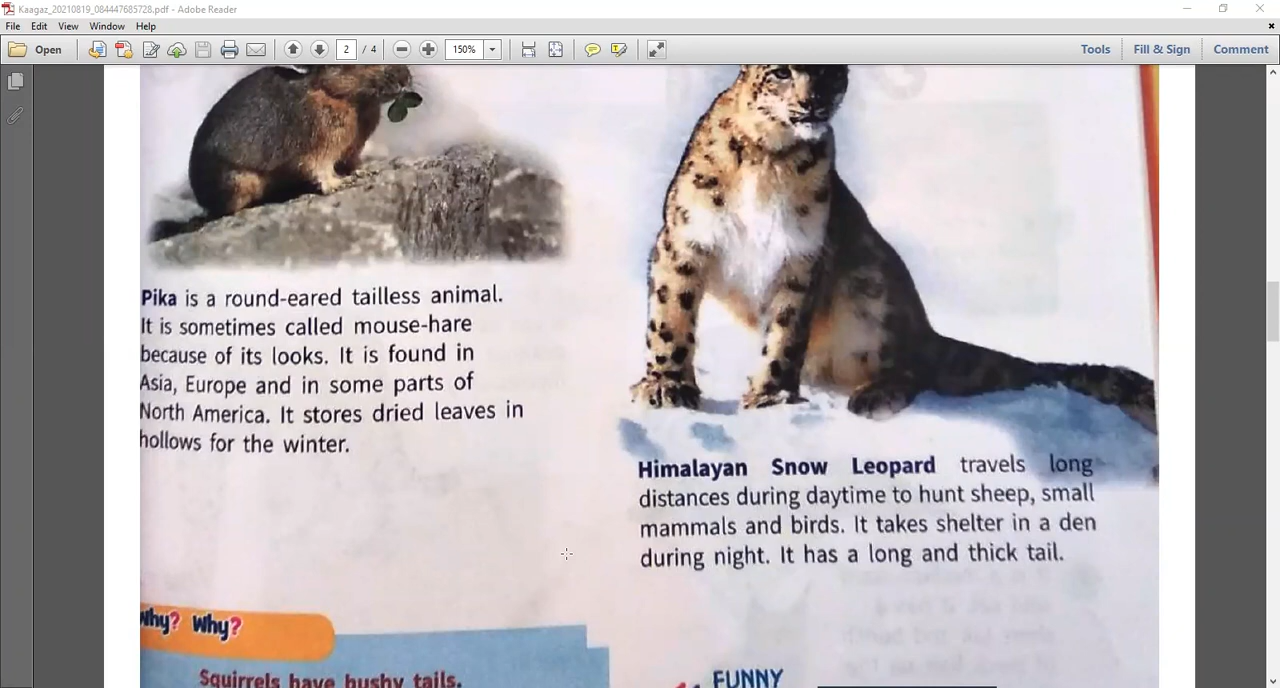 Kaagaz_20210819_084447685728.pdf - Adobe Reader
File Edit View Window Help
Open 2 / 4 150% Tools Fill & Sign Comment
Pika is a round-eared tailless animal.
It is sometimes called mouse-hare
because of its looks. It is found in
Asia, Europe and in some parts of
North America. It stores dried leaves in
hollows for the winter.
Himalayan Snow Leopard travels long
distances during daytime to hunt sheep, small
mammals and birds. It takes shelter in a den
during night. It has a long and thick tail.
Why? Why?
Squirrels have bushy tails.
FUNNY